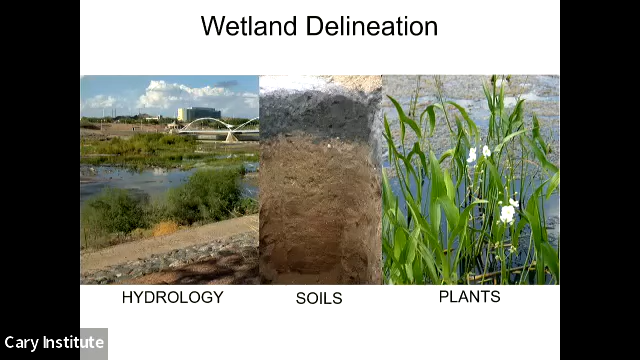 Wetland Delineation
HYDROLOGY
SOILS
PLANTS
Cary Institute